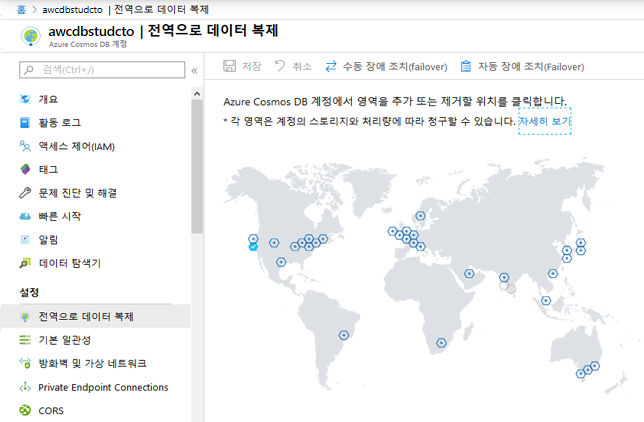 홈 > awcdbstudcto | 전역으로 데이터 복제
awcdbstudcto | 전역으로 데이터 복제
Azure Cosmos DB 계정
검색(Ctrl+/)
«
저장
취소
수동 장애 조치(failover)
자동 장애 조치(Failover)
개요
활동 로그
액세스 제어(IAM)
태그
문제 진단 및 해결
빠른 시작
알림
데이터 탐색기
설정
전역으로 데이터 복제
기본 일관성
방화벽 및 가상 네트워크
Private Endpoint Connections
CORS
Azure Cosmos DB 계정에서 영역을 추가 또는 제거할 위치를 클릭합니다.
* 각 영역은 계정의 스토리지와 처리량에 따라 청구할 수 있습니다. 자세히 보기